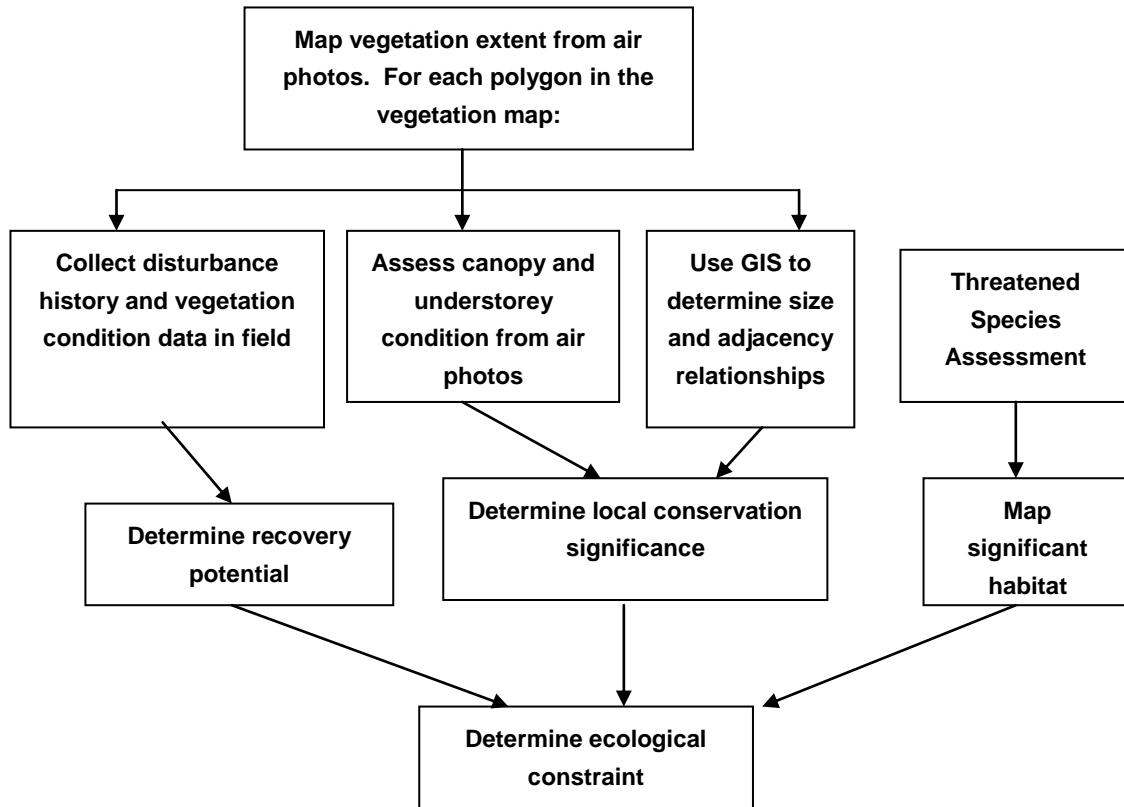 Map vegetation extent from air
photos.  For each polygon in the
vegetation map:
Collect disturbance
history and vegetation
condition data in field
Assess canopy and
understorey
condition from air
photos
Use GIS to
determine size
and adjacency
relationships
Threatened
Species
Assessment
Determine recovery
potential
Determine local conservation
significance
Map
significant
habitat
Determine ecological
constraint